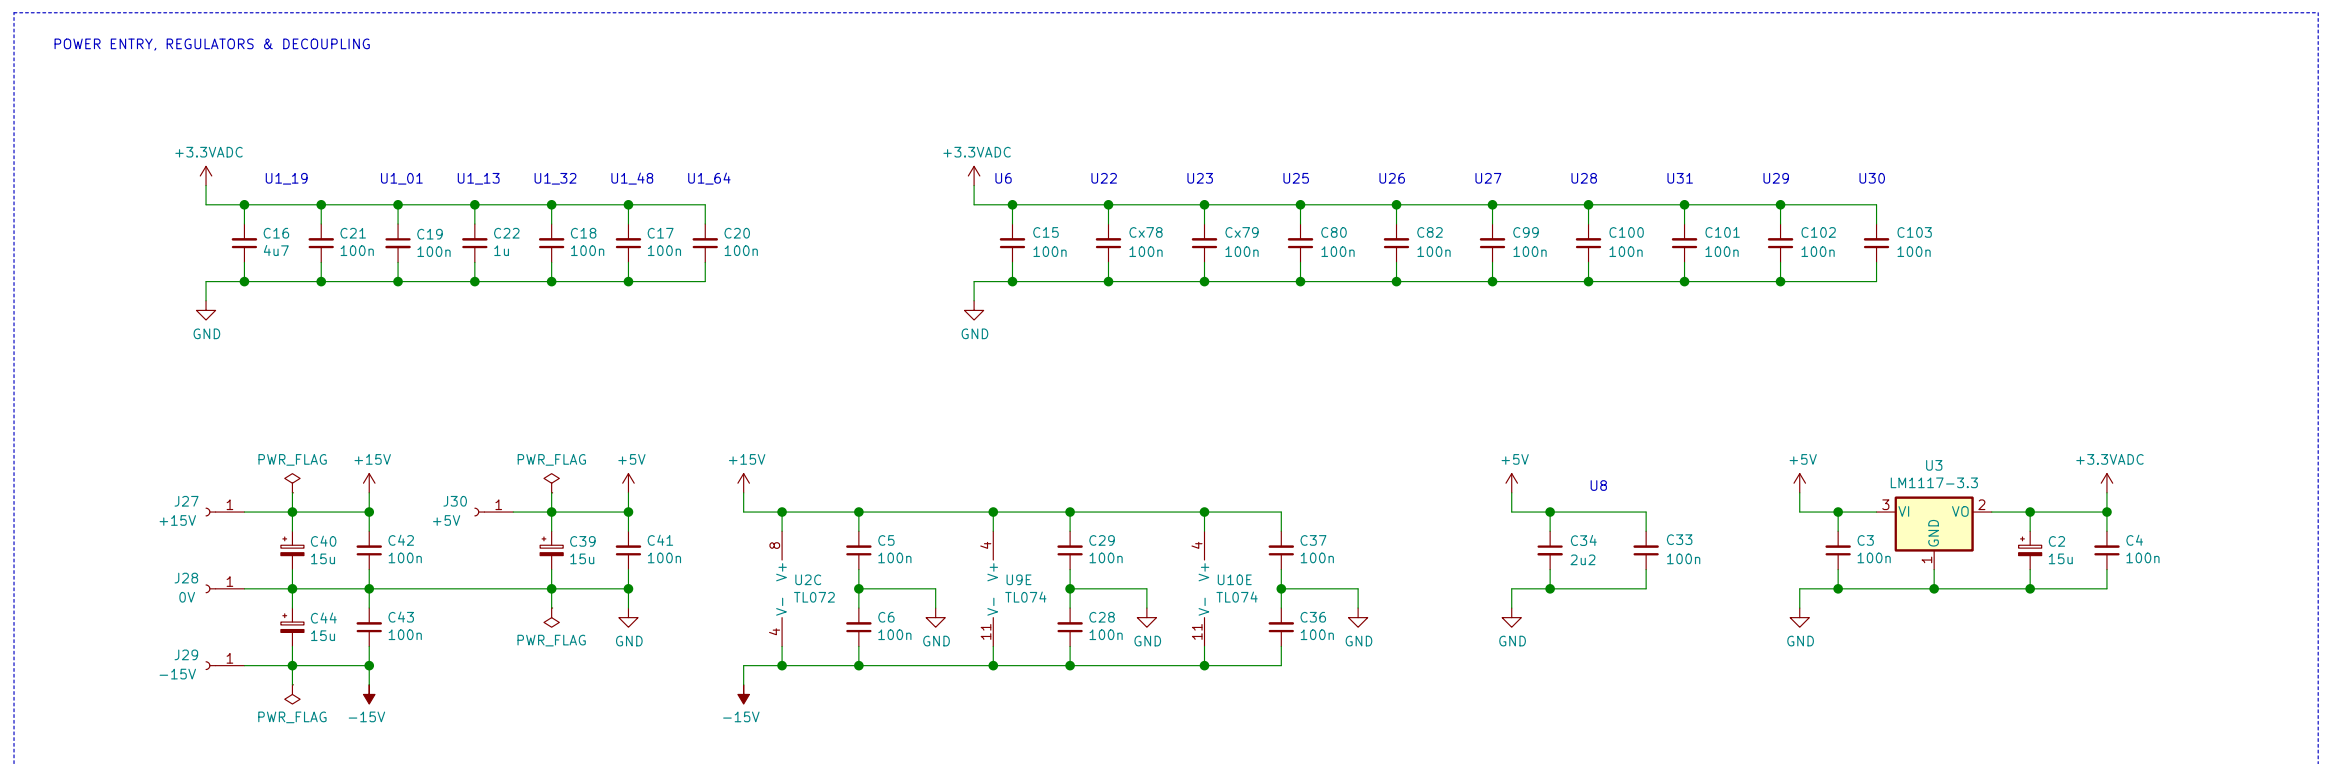 POWER ENTRY, REGULATORS & DECOUPLING
+3.3VADC
U1_19 U1_01 U1_13 U1_32 U1_48 U1_64
C16 C21 C19 C22 C18 C17 C20
4u7 100n 100n 1u 100n 100n 100n
GND
+3.3VADC
U6 U22 U23 U25 U26 U27 U28 U31 U29 U30
C15 Cx78 Cx79 C80 C82 C99 C100 C101 C102 C103
100n 100n 100n 100n 100n 100n 100n 100n 100n 100n
GND
PWR_FLAG +15V
J27 1
+15V
C40 C42
15u 100n
J28 1
0V
C44 C43
15u 100n
J29 1
-15V
PWR_FLAG -15V
PWR_FLAG +5V
J30 1
+5V
C39 C41
15u 100n
PWR_FLAG GND
+15V
8 V+
U2C
TL072
V- 4
C5
100n
C6
100n
GND
4 V+
U9E
TL074
V- 11
C29
100n
C28
100n
GND
4 V+
U10E
TL074
V- 11
C37
100n
C36
100n
GND
-15V
+5V
U8
C34 C33
2u2 100n
GND
+5V
U3
LM1117-3.3
+3.3VADC
3 VI VO 2
GND
1
C3
100n
C2
15u
C4
100n
GND